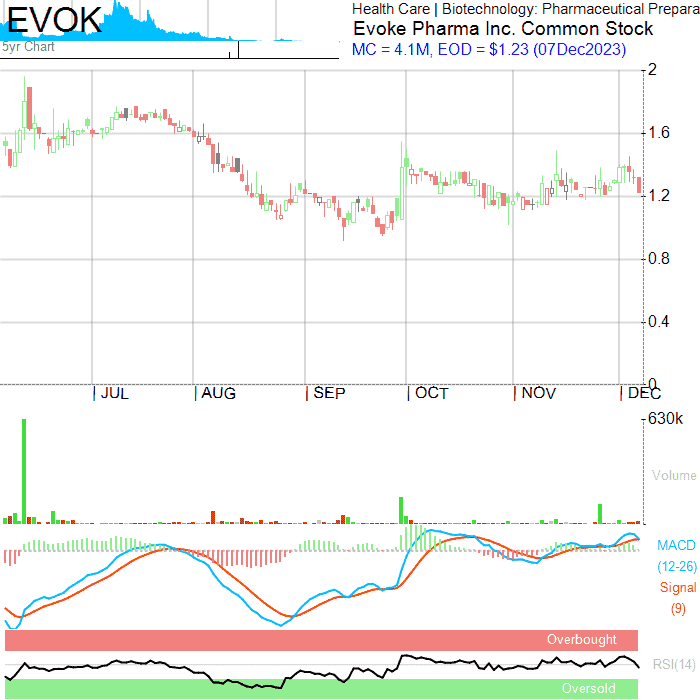 EVOK
5yr Chart
Health Care | Biotechnology: Pharmaceutical Prepara
Evoke Pharma Inc. Common Stock
MC = 4.1M, EOD = $1.23 (07Dec2023)
2
1.6
1.2
0.8
0.4
0
JUL AUG SEP OCT NOV DEC
630k
Volume
MACD
(12-26)
Signal
(9)
Overbought
RSI(14)
Oversold